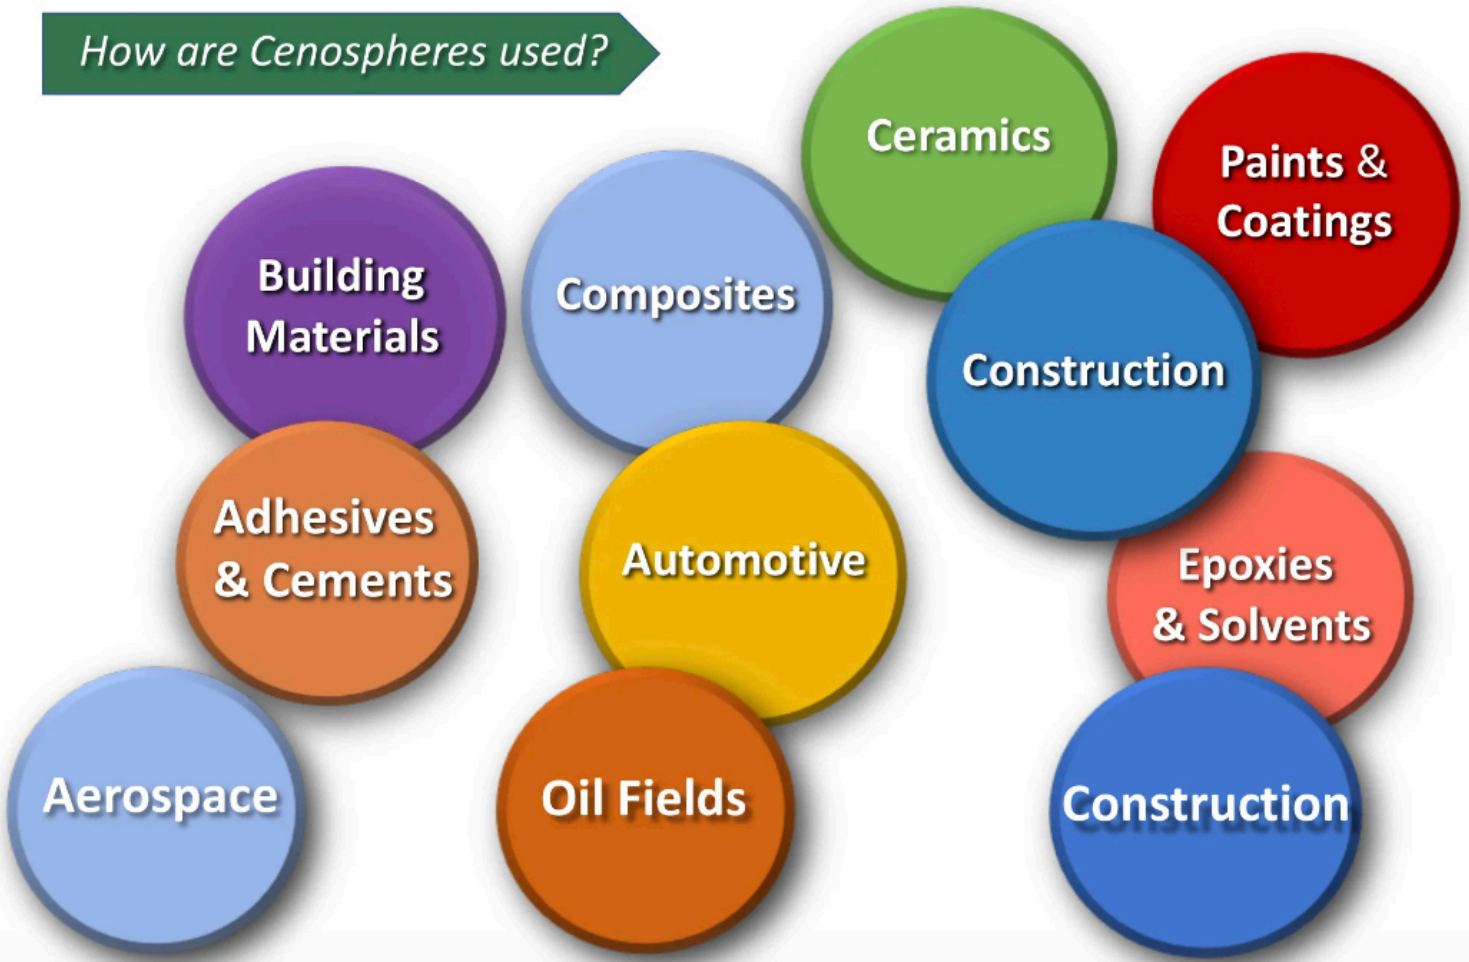 How are Cenospheres used?
Ceramics
Paints &
Coatings
Building
Materials
Composites
Construction
Adhesives
& Cements
Automotive
Epoxies
& Solvents
Aerospace
Oil Fields
Construction